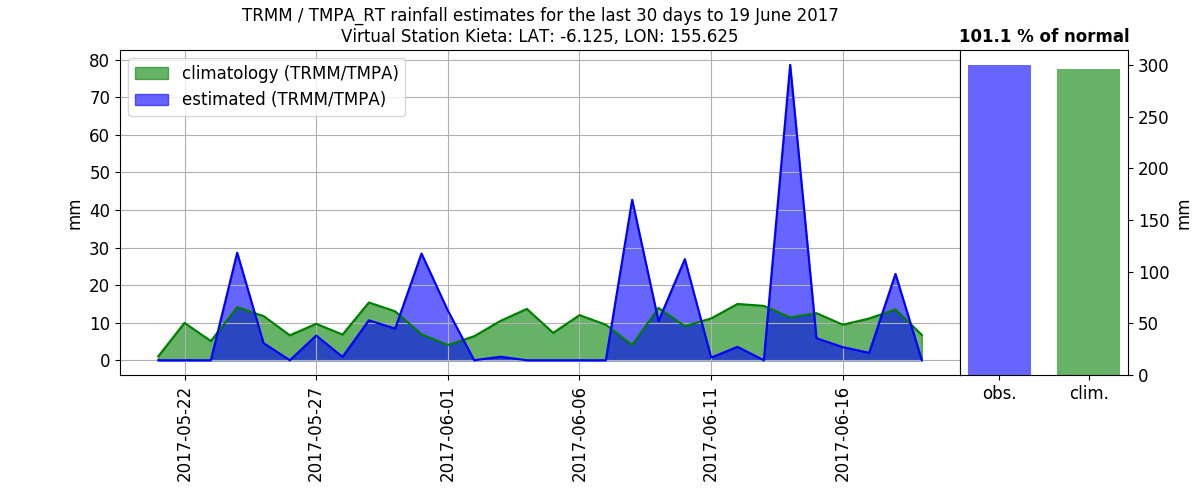 TRMM / TMPA_RT rainfall estimates for the last 30 days to 19 June 2017
Virtual Station Kieta: LAT: -6.125, LON: 155.625
101.1 % of normal
climatology (TRMM/TMPA)
estimated (TRMM/TMPA)
80
70
60
50
40
30
20
10
0
mm
2017-05-22
2017-05-27
2017-06-01
2017-06-06
2017-06-11
2017-06-16
300
250
200
150
100
50
0
mm
obs.
clim.